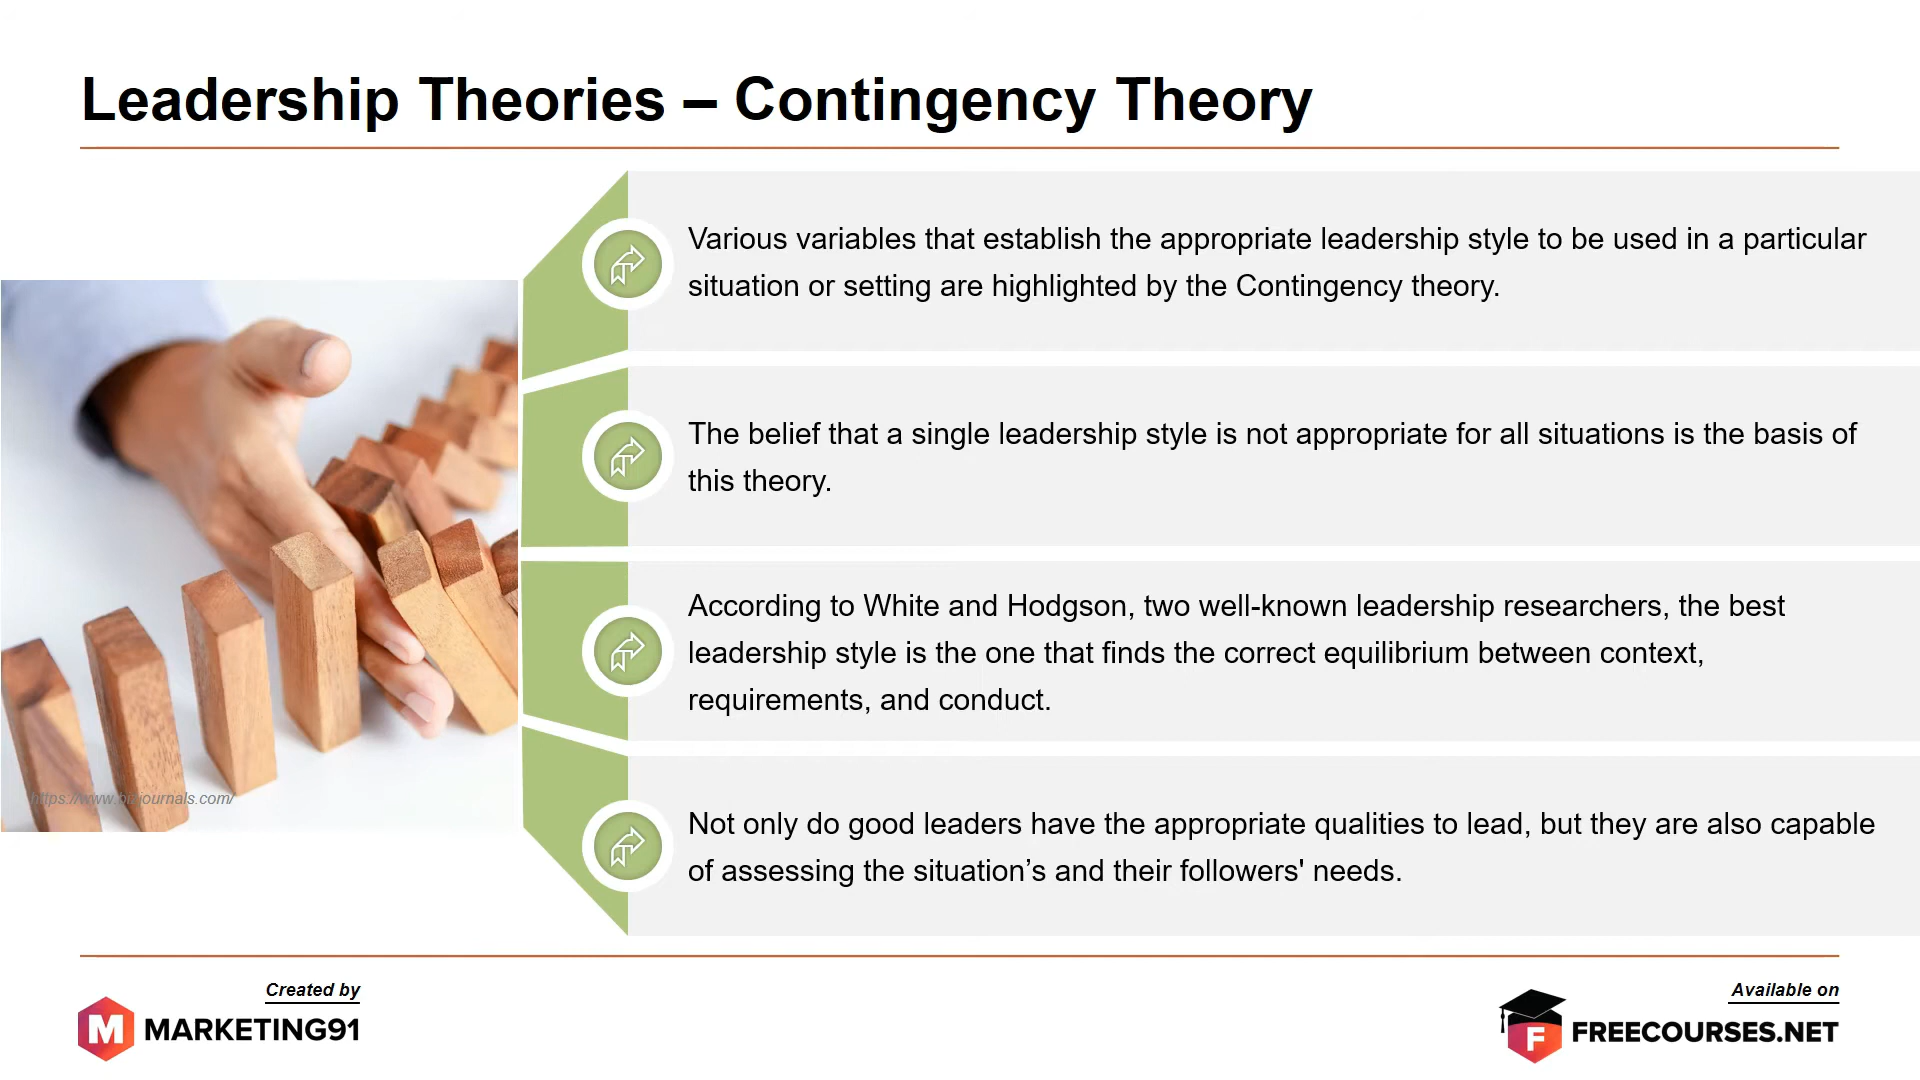 Leadership Theories – Contingency Theory
Various variables that establish the appropriate leadership style to be used in a particular
situation or setting are highlighted by the Contingency theory.
The belief that a single leadership style is not appropriate for all situations is the basis of
this theory.
According to White and Hodgson, two well-known leadership researchers, the best
leadership style is the one that finds the correct equilibrium between context,
requirements, and conduct.
Not only do good leaders have the appropriate qualities to lead, but they are also capable
of assessing the situation’s and their followers' needs.
Created by
M MARKETING91
Available on
F FREECOURSES.NET